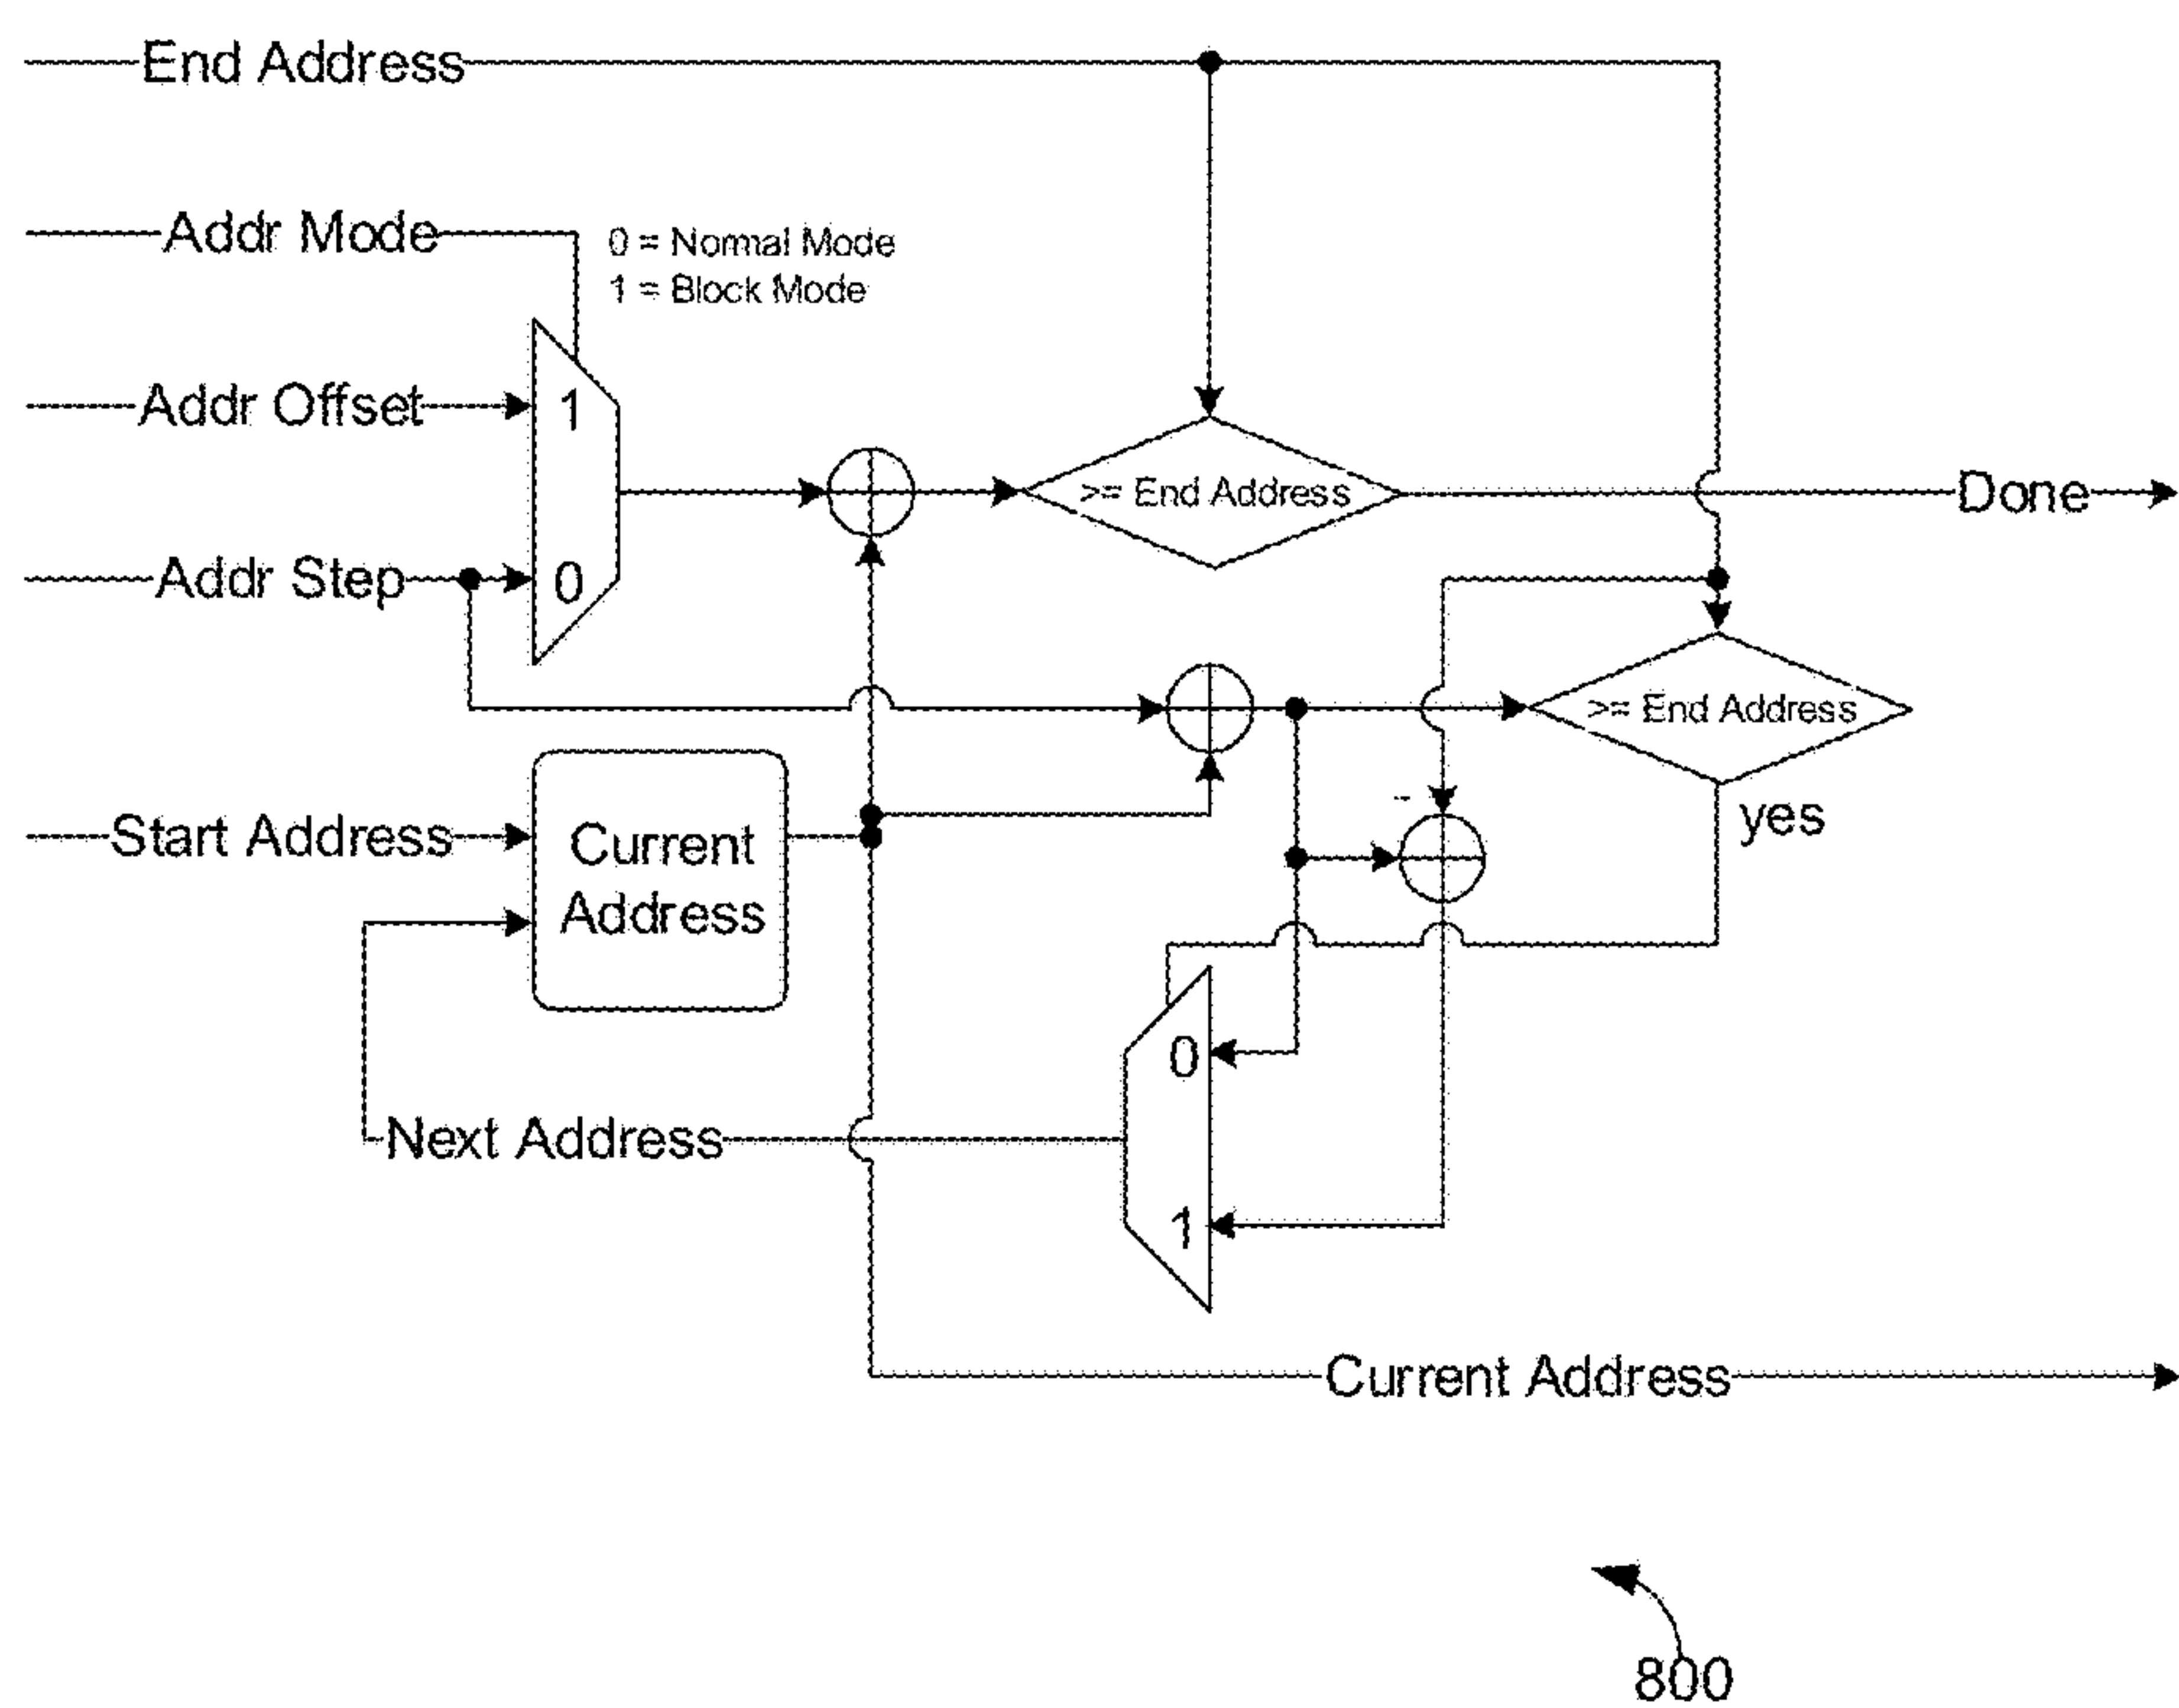 End Address
Addr Mode
0 = Normal Mode
1 = Block Mode
Addr Offset
1
>= End Address
Done
Addr Step
0
>= End Address
-
yes
Start Address
Current
Address
0
Next Address
1
Current Address
800